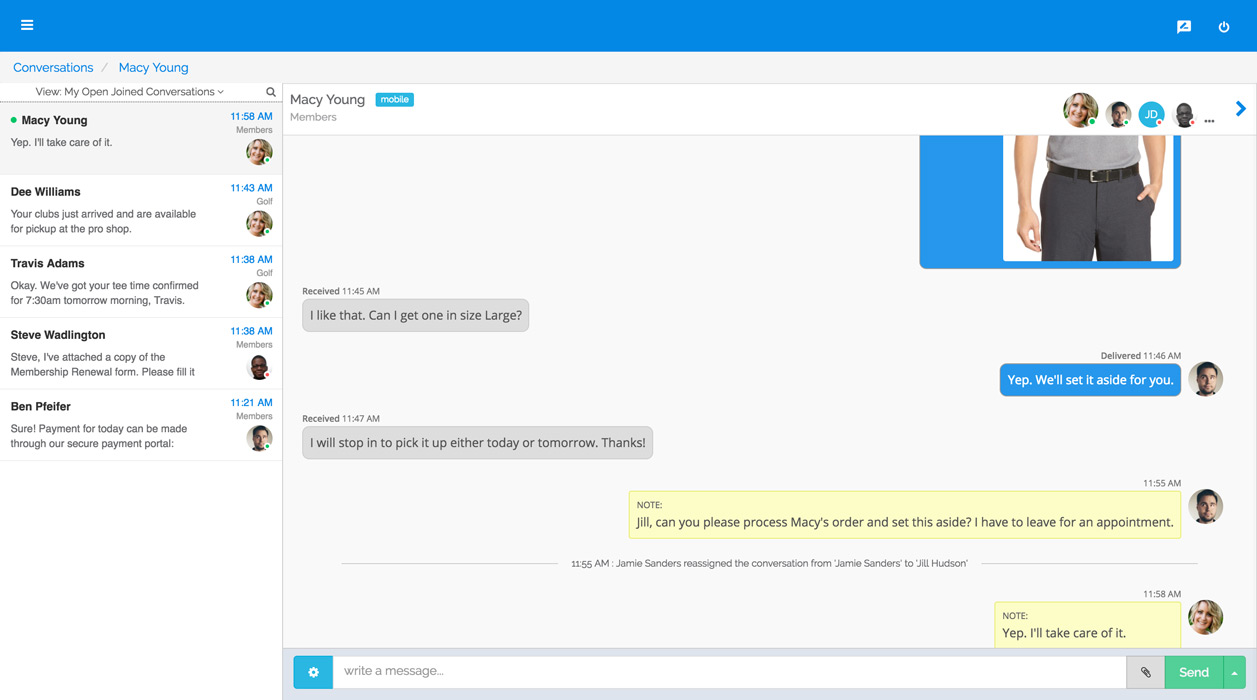 Conversations / Macy Young
View: My Open Joined Conversations
Macy Young
11:58 AM
Members
Yep. I'll take care of it.
Dee Williams
11:43 AM
Golf
Your clubs just arrived and are available
for pickup at the pro shop.
Travis Adams
11:38 AM
Golf
Okay. We've got your tee time confirmed
for 7:30am tomorrow morning, Travis.
Steve Wadlington
11:38 AM
Members
Steve, I've attached a copy of the
Membership Renewal form. Please fill it
Ben Pfeifer
11:21 AM
Members
Sure! Payment for today can be made
through our secure payment portal:
Macy Young mobile
Members
JD
...
Received 11:45 AM
I like that. Can I get one in size Large?
Delivered 11:46 AM
Yep. We'll set it aside for you.
Received 11:47 AM
I will stop in to pick it up either today or tomorrow. Thanks!
11:55 AM
NOTE:
Jill, can you please process Macy's order and set this aside? I have to leave for an appointment.
11:55 AM : Jamie Sanders reassigned the conversation from 'Jamie Sanders' to 'Jill Hudson'
11:58 AM
NOTE:
Yep. I'll take care of it.
write a message...
Send